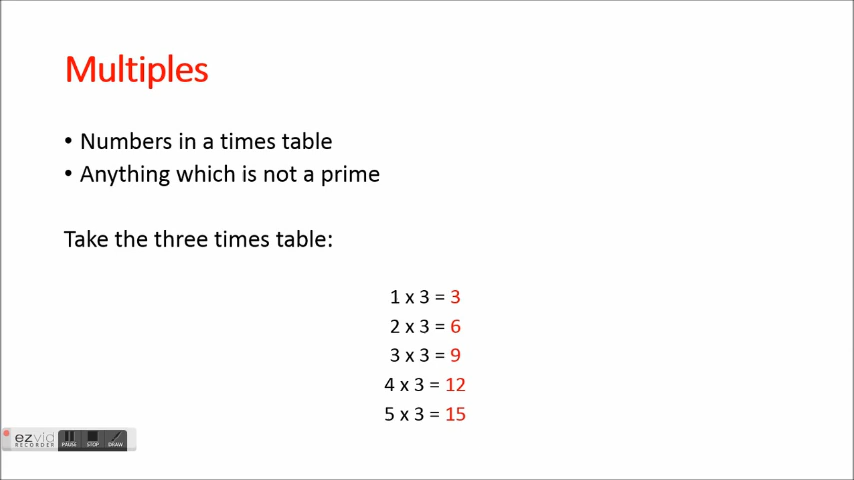 Multiples
• Numbers in a times table
• Anything which is not a prime
Take the three times table:
1 x 3 = 3
2 x 3 = 6
3 x 3 = 9
4 x 3 = 12
5 x 3 = 15
ezvid
RECORDER
PAUSE STOP DRAW